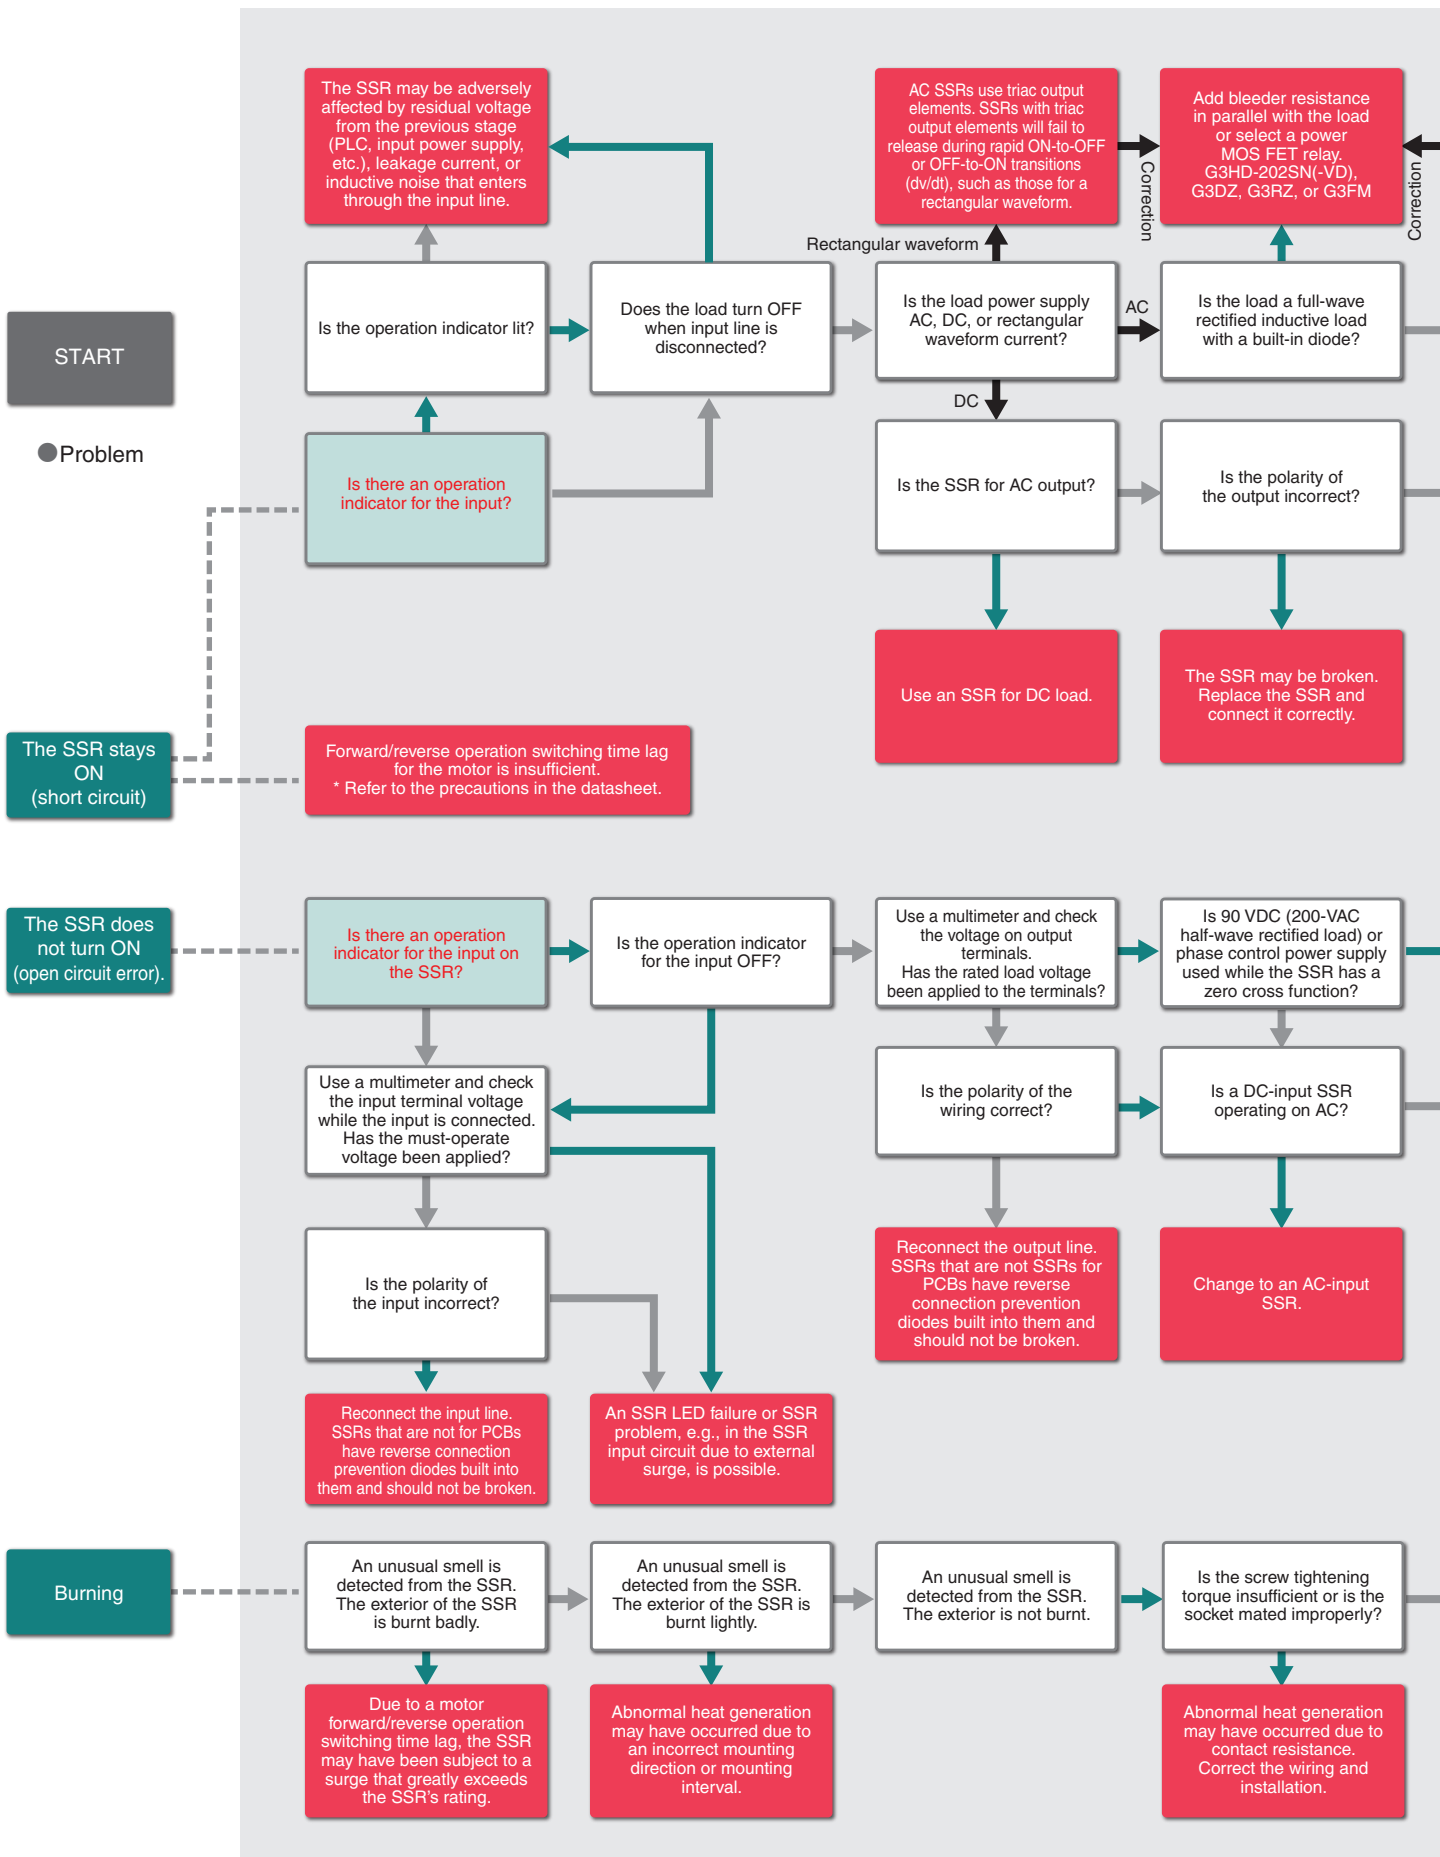 START
●Problem
The SSR may be adversely
affected by residual voltage
from the previous stage
(PLC, input power supply,
etc.), leakage current, or
inductive noise that enters
through the input line.
AC SSRs use triac output
elements. SSRs with triac
output elements will fail to
release during rapid ON-to-OFF
or OFF-to-ON transitions
(dv/dt), such as those for a
rectangular waveform.
Correction
Add bleeder resistance
in parallel with the load
or select a power
MOS FET relay.
G3HD-202SN(-VD),
G3DZ, G3RZ, or G3FM
Correction
Rectangular waveform
Is the operation indicator lit?
Does the load turn OFF
when input line is
disconnected?
Is the load power supply
AC, DC, or rectangular
waveform current?
AC
Is the load a full-wave
rectified inductive load
with a built-in diode?
DC
Is there an operation
indicator for the input?
Is the SSR for AC output?
Is the polarity of
the output incorrect?
Use an SSR for DC load.
The SSR may be broken.
Replace the SSR and
connect it correctly.
The SSR stays
ON
(short circuit)
Forward/reverse operation switching time lag
for the motor is insufficient.
* Refer to the precautions in the datasheet.
The SSR does
not turn ON
(open circuit error).
Is there an operation
indicator for the input on
the SSR?
Is the operation indicator
for the input OFF?
Use a multimeter and check
the voltage on output
terminals.
Has the rated load voltage
been applied to the terminals?
Is 90 VDC (200-VAC
half-wave rectified load) or
phase control power supply
used while the SSR has a
zero cross function?
Use a multimeter and check
the input terminal voltage
while the input is connected.
Has the must-operate
voltage been applied?
Is the polarity of the
wiring correct?
Is a DC-input SSR
operating on AC?
Is the polarity of
the input incorrect?
Reconnect the output line.
SSRs that are not SSRs for
PCBs have reverse
connection prevention
diodes built into them and
should not be broken.
Change to an AC-input
SSR.
Reconnect the input line.
SSRs that are not for PCBs
have reverse connection
prevention diodes built into
them and should not be broken.
An SSR LED failure or SSR
problem, e.g., in the SSR
input circuit due to external
surge, is possible.
Burning
An unusual smell is
detected from the SSR.
The exterior of the SSR
is burnt badly.
An unusual smell is
detected from the SSR.
The exterior of the SSR is
burnt lightly.
An unusual smell is
detected from the SSR.
The exterior is not burnt.
Is the screw tightening
torque insufficient or is the
socket mated improperly?
Due to a motor
forward/reverse operation
switching time lag, the SSR
may have been subject to a
surge that greatly exceeds
the SSR's rating.
Abnormal heat generation
may have occurred due to
an incorrect mounting
direction or mounting
interval.
Abnormal heat generation
may have occurred due to
contact resistance.
Correct the wiring and
installation.